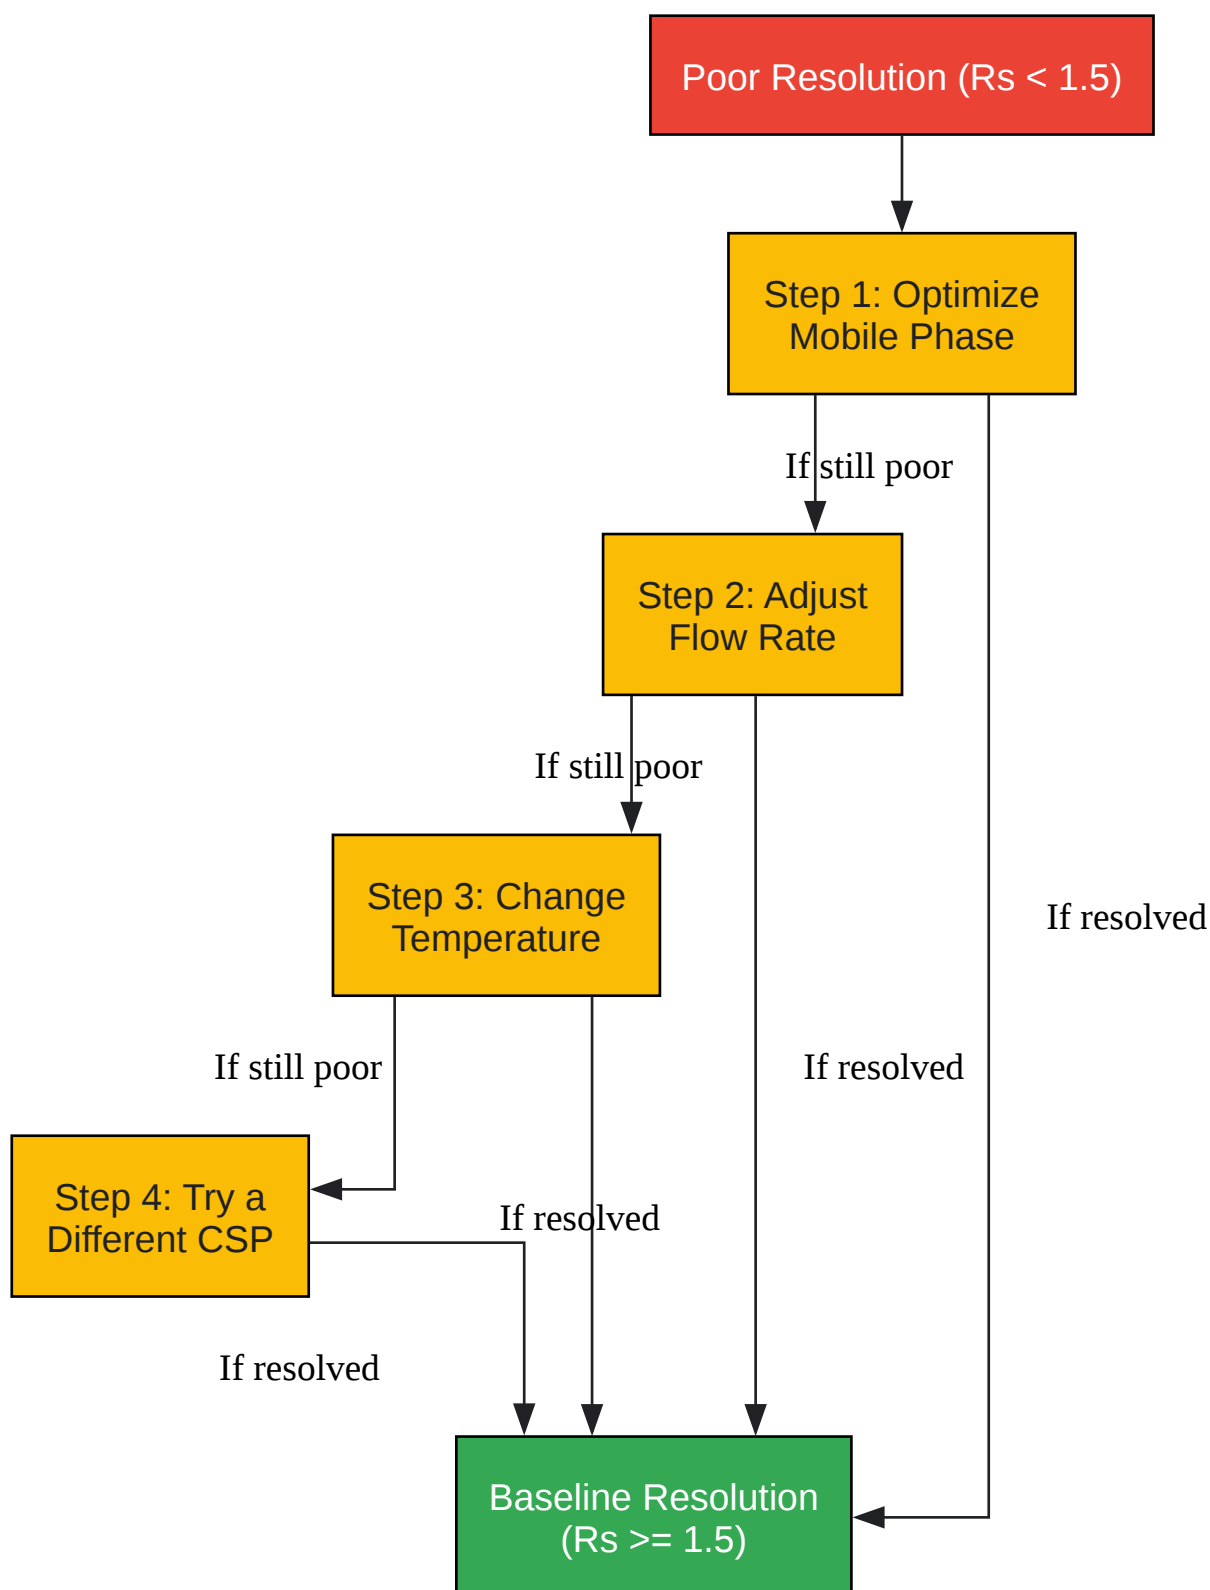 Poor Resolution (Rs < 1.5)
Step 1: Optimize
Mobile Phase
If still poor
Step 2: Adjust
Flow Rate
If still poor
Step 3: Change
Temperature
If resolved
If still poor
If resolved
Step 4: Try a
Different CSP
If resolved
If resolved
Baseline Resolution
(Rs >= 1.5)